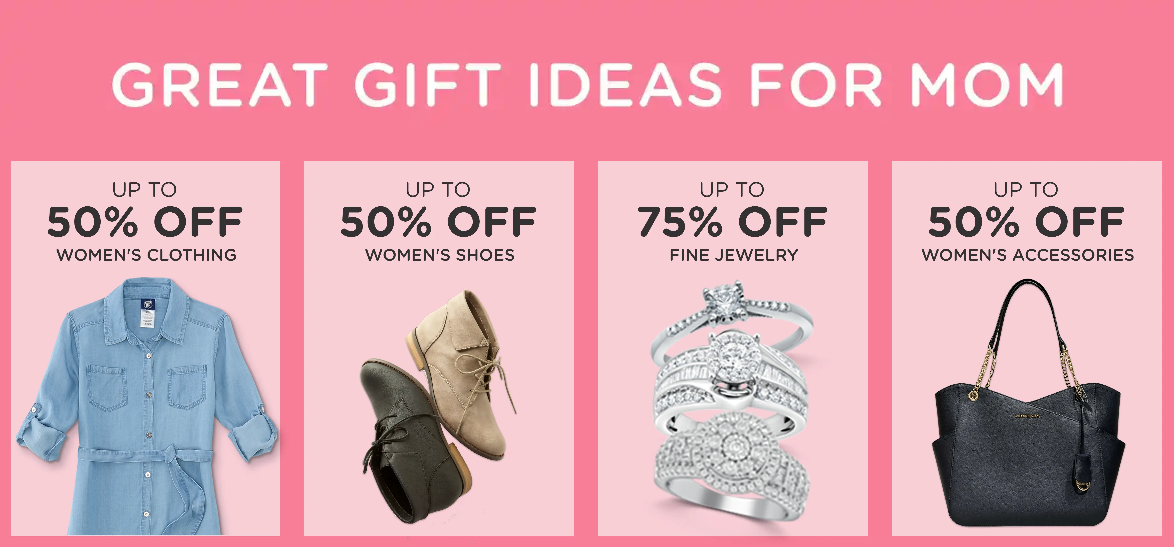 GREAT GIFT IDEAS FOR MOM
UP TO
50% OFF
WOMEN'S CLOTHING
UP TO
50% OFF
WOMEN'S SHOES
UP TO
75% OFF
FINE JEWELRY
UP TO
50% OFF
WOMEN'S ACCESSORIES